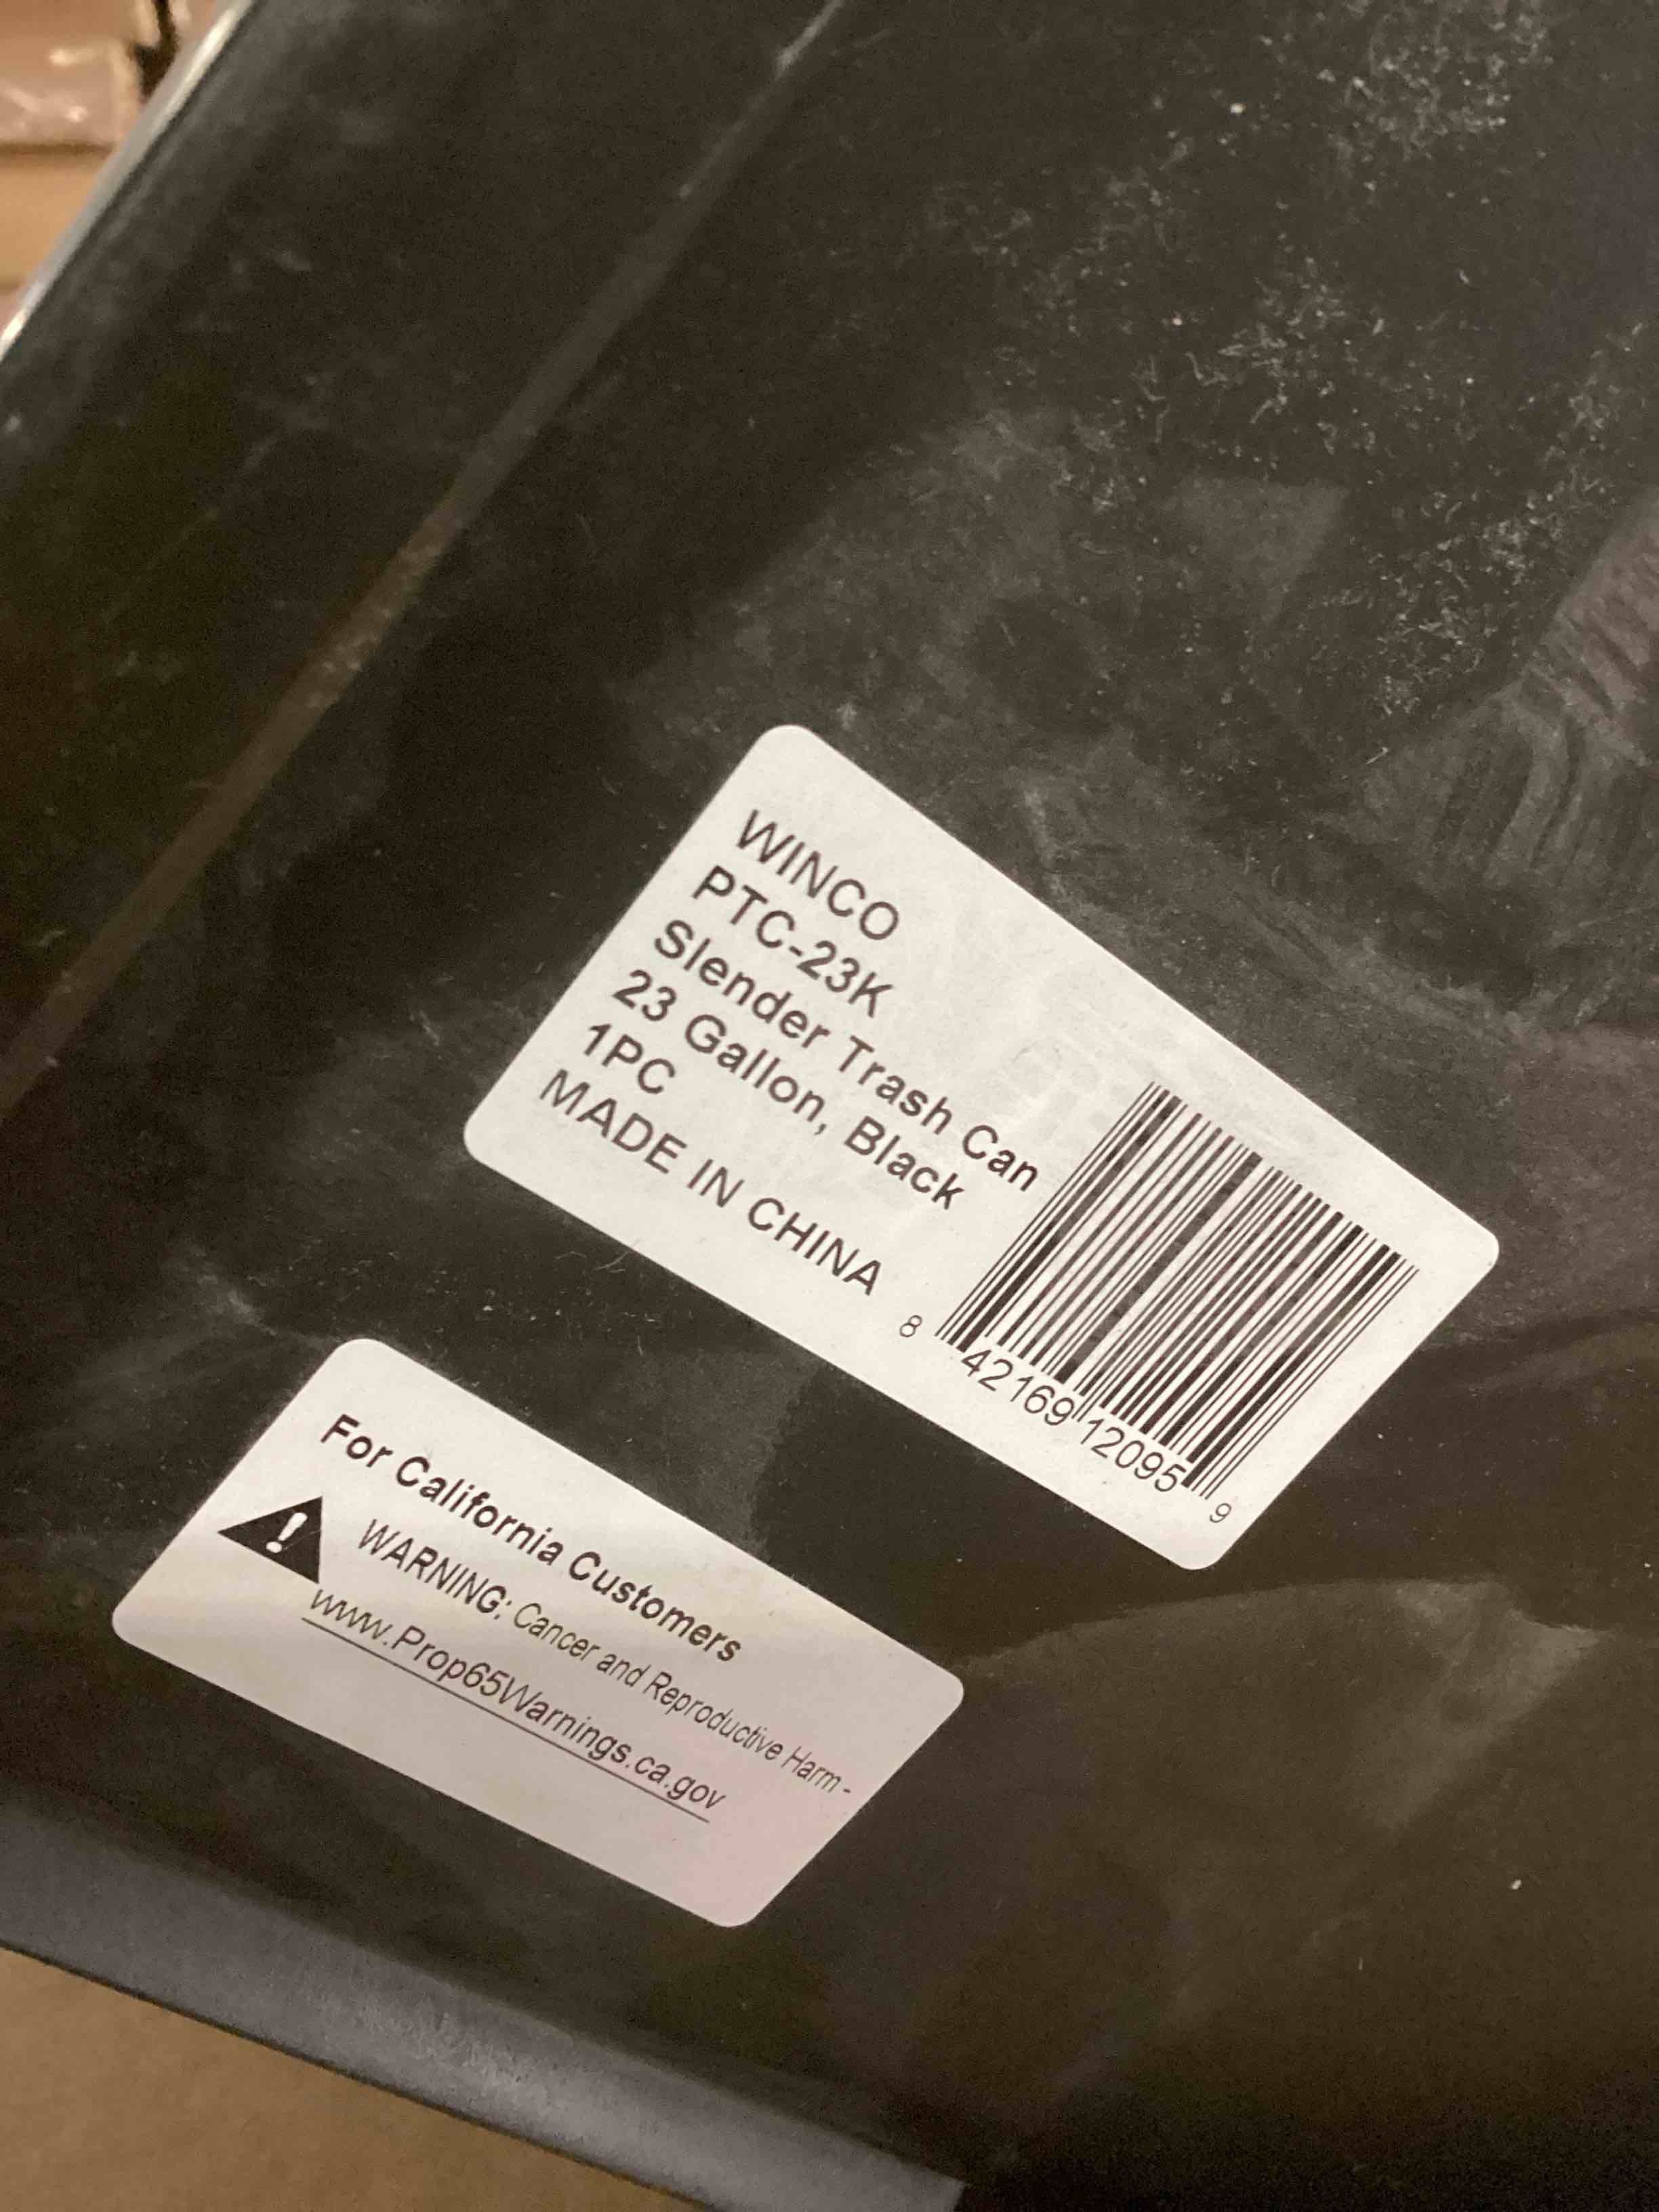 WINCO
PTC-23K
Slender Trash Can
23 Gallon, Black
1PC
MADE IN CHINA
8 42169 12095 9
For California Customers
WARNING: Cancer and Reproductive Harm -
www.Prop65Warnings.ca.gov